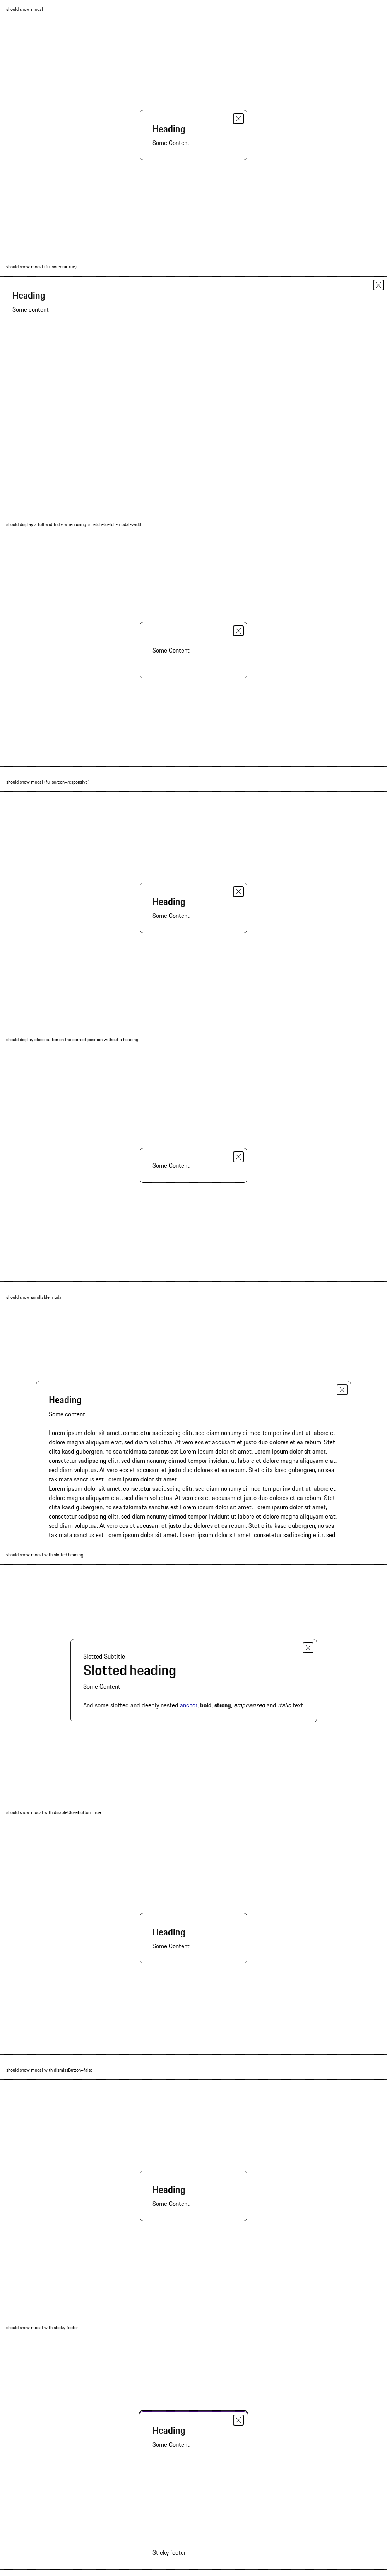 should show modal
Heading
Some Content
should show modal (fullscreen=true)
Heading
Some content
should display a full width div when using .stretch-to-full-modal-width
Some Content
should show modal (fullscreen=responsive)
Heading
Some Content
should display close button on the correct position without a heading
Some Content
should show scrollable modal
Heading
Some content
Lorem ipsum dolor sit amet, consetetur sadipscing elitr, sed diam nonumy eirmod tempor invidunt ut labore et
dolore magna aliquyam erat, sed diam voluptua. At vero eos et accusam et justo duo dolores et ea rebum. Stet
clita kasd gubergren, no sea takimata sanctus est Lorem ipsum dolor sit amet. Lorem ipsum dolor sit amet,
consetetur sadipscing elitr, sed diam nonumy eirmod tempor invidunt ut labore et dolore magna aliquyam erat,
sed diam voluptua. At vero eos et accusam et justo duo dolores et ea rebum. Stet clita kasd gubergren, no sea
takimata sanctus est Lorem ipsum dolor sit amet.
Lorem ipsum dolor sit amet, consetetur sadipscing elitr, sed diam nonumy eirmod tempor invidunt ut labore et
dolore magna aliquyam erat, sed diam voluptua. At vero eos et accusam et justo duo dolores et ea rebum. Stet
clita kasd gubergren, no sea takimata sanctus est Lorem ipsum dolor sit amet. Lorem ipsum dolor sit amet,
consetetur sadipscing elitr, sed diam nonumy eirmod tempor invidunt ut labore et dolore magna aliquyam erat,
sed diam voluptua. At vero eos et accusam et justo duo dolores et ea rebum. Stet clita kasd gubergren, no sea
takimata sanctus est Lorem ipsum dolor sit amet. Lorem ipsum dolor sit amet, consetetur sadipscing elitr, sed
should show modal with slotted heading
Slotted Subtitle
Slotted heading
Some Content
And some slotted and deeply nested anchor, bold, strong, emphasized and italic text.
should show modal with disableCloseButton=true
Heading
Some Content
should show modal with dismissButton=false
Heading
Some Content
should show modal with sticky footer
Heading
Some Content
Sticky footer